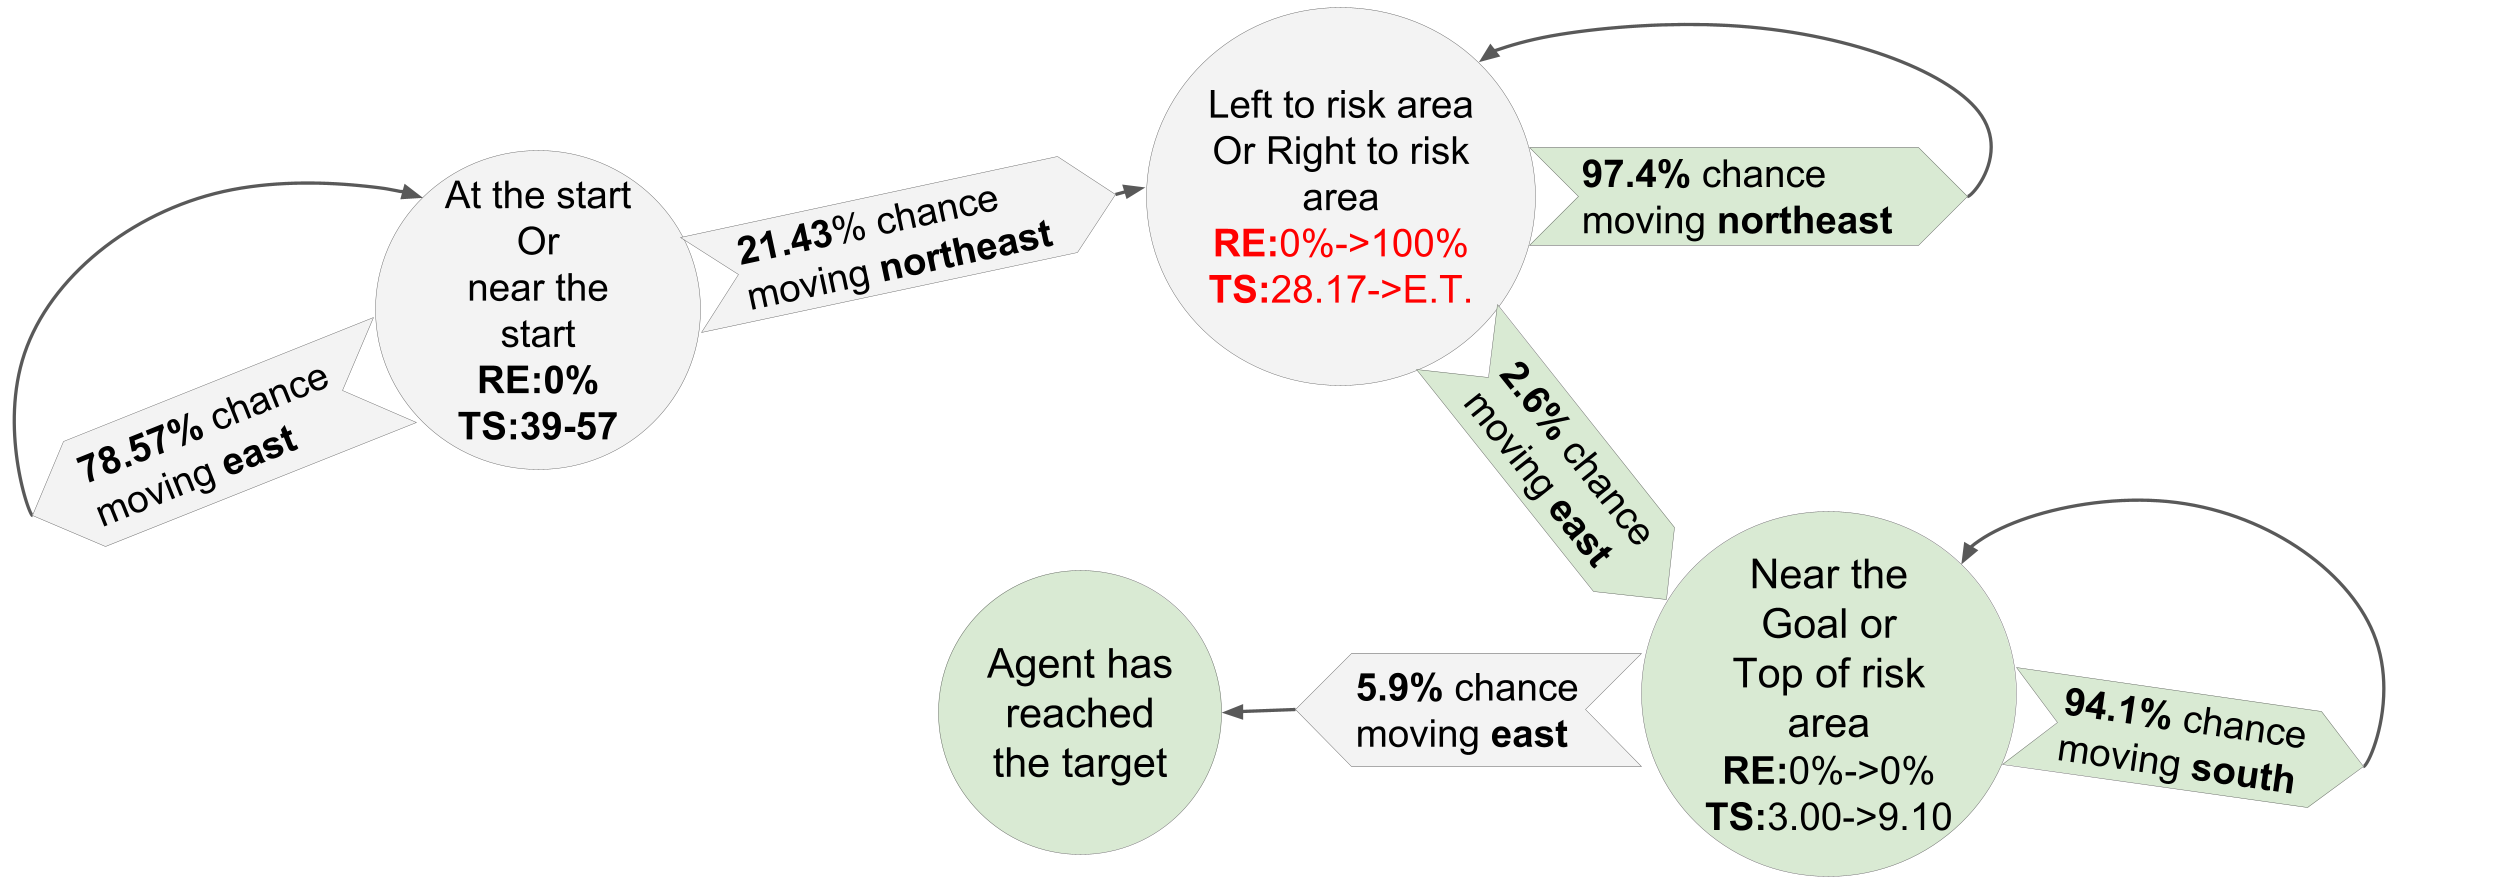 At the start
Or
near the
start
RE:0%
TS:39-57
78.57% chance
moving east
21.43% chance
moving northeast
Left to risk area
Or Right to risk
area
RE:0%->100%
TS:28.17->E.T.
97.4% chance
moving northeast
2.6% chance
moving east
Near the
Goal or
Top of risk
area
RE:0%->0%
TS:3.00->9.10
94.1% chance
moving south
5.9% chance
moving east
Agent has
reached
the target